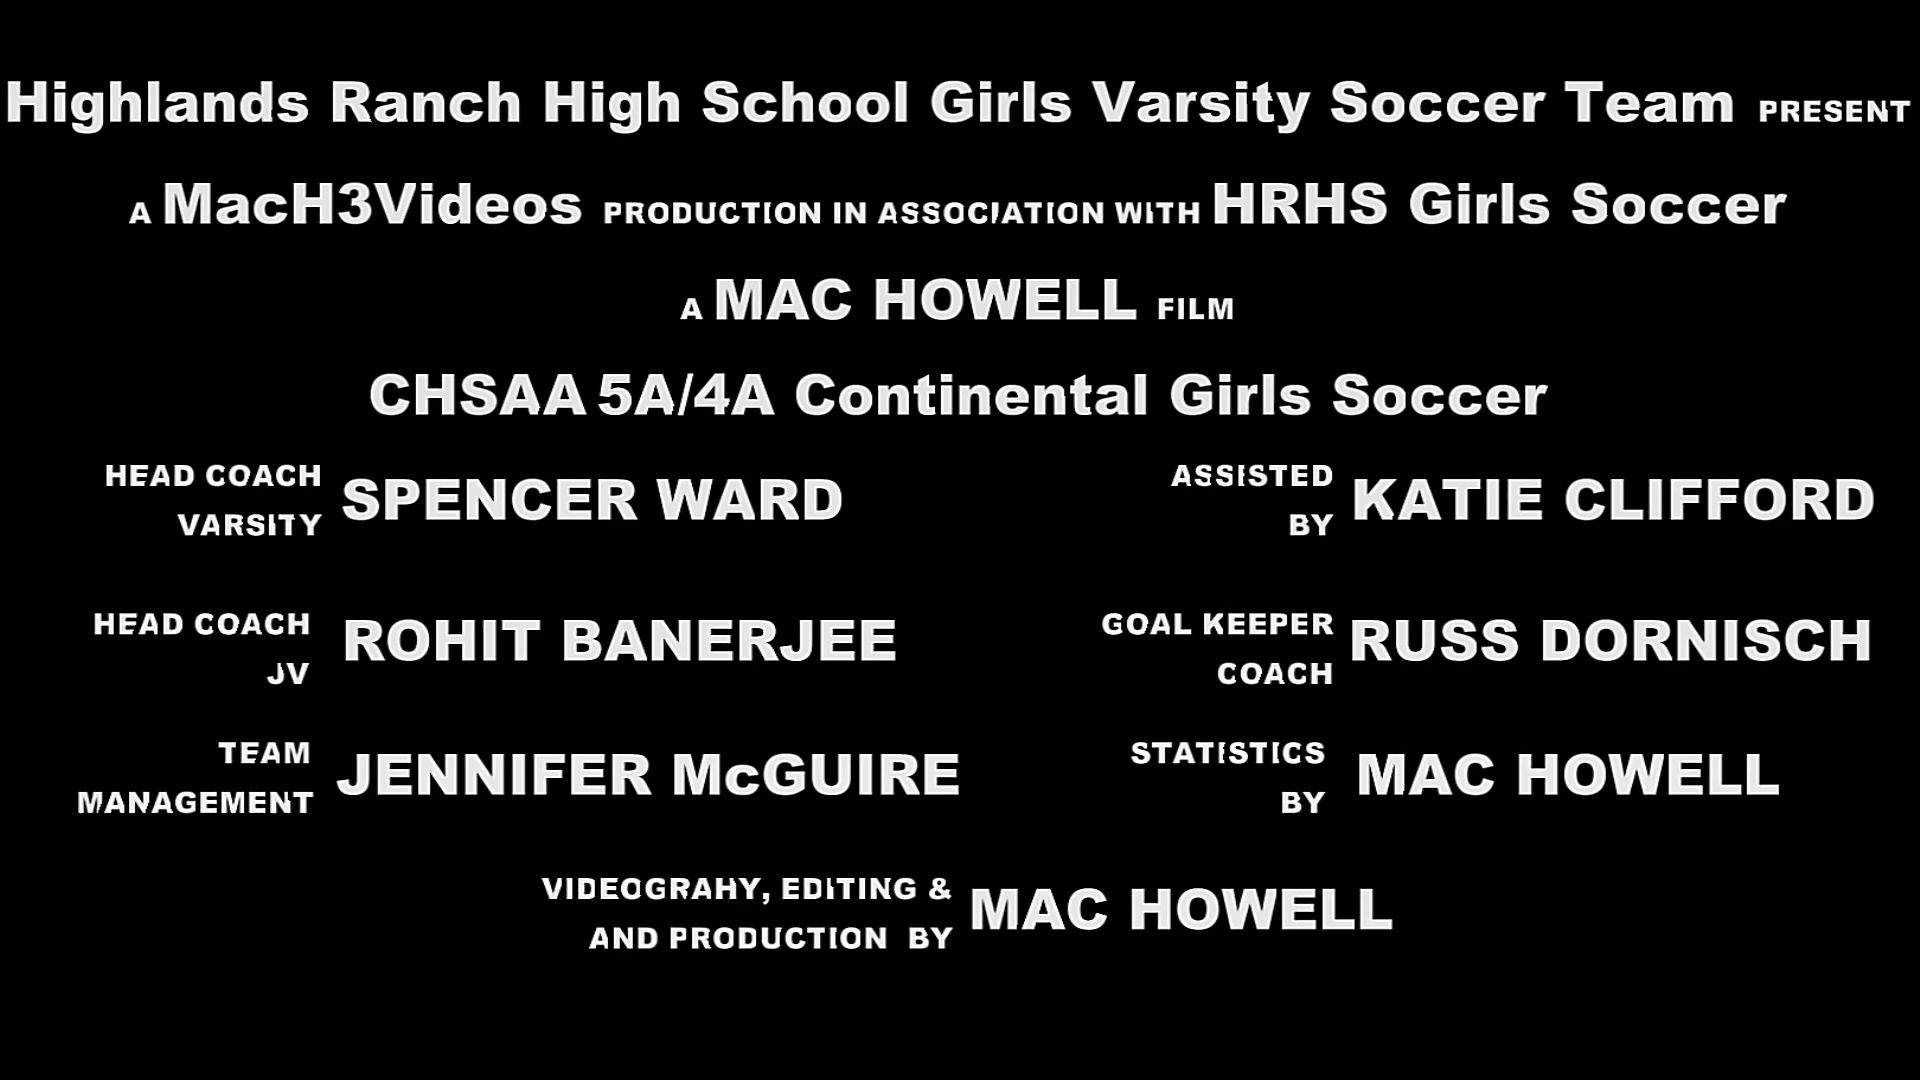 Highlands Ranch High School Girls Varsity Soccer Team PRESENT
A MacH3Videos PRODUCTION IN ASSOCIATION WITH HRHS Girls Soccer
A MAC HOWELL FILM
CHSAA 5A/4A Continental Girls Soccer
HEAD COACH
VARSITY
SPENCER WARD
ASSISTED
BY
KATIE CLIFFORD
HEAD COACH
JV
ROHIT BANERJEE
GOAL KEEPER
COACH
RUSS DORNISCH
TEAM
MANAGEMENT
JENNIFER McGUIRE
STATISTICS
BY
MAC HOWELL
VIDEOGRAHY, EDITING &
AND PRODUCTION BY
MAC HOWELL